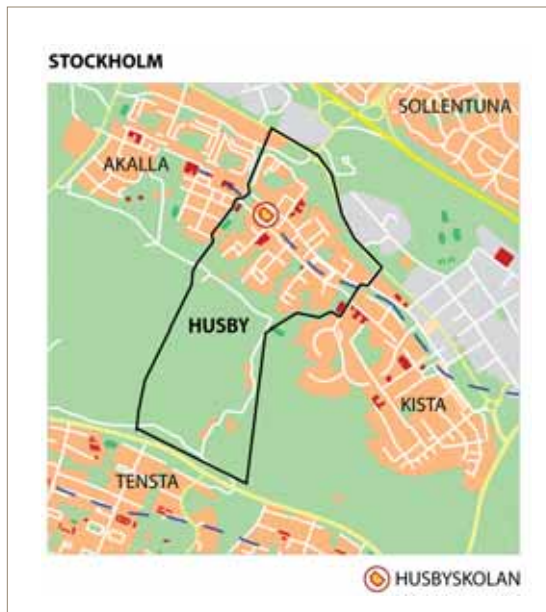 STOCKHOLM
SOLLENTUNA
AKALLA
HUSBY
KISTA
TENSTA
HUSBYSKOLAN